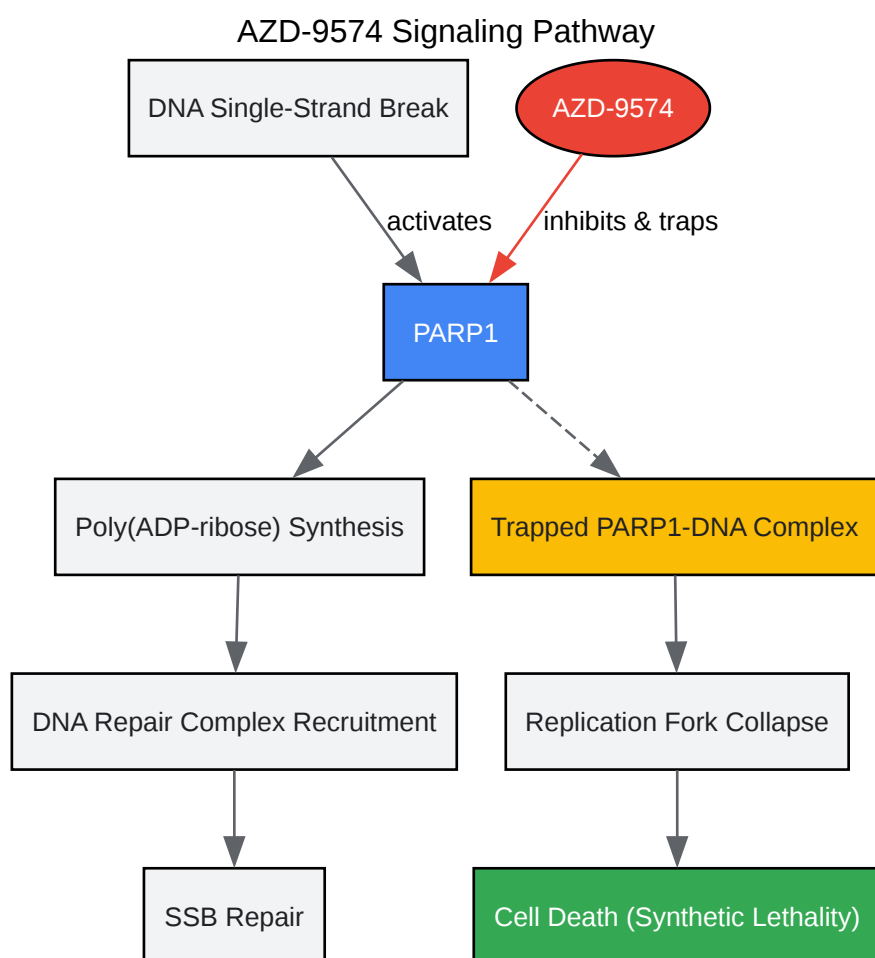 AZD-9574 Signaling Pathway
DNA Single-Strand Break
AZD-9574
activates
inhibits & traps
PARP1
Poly(ADP-ribose) Synthesis
Trapped PARP1-DNA Complex
DNA Repair Complex Recruitment
Replication Fork Collapse
SSB Repair
Cell Death (Synthetic Lethality)